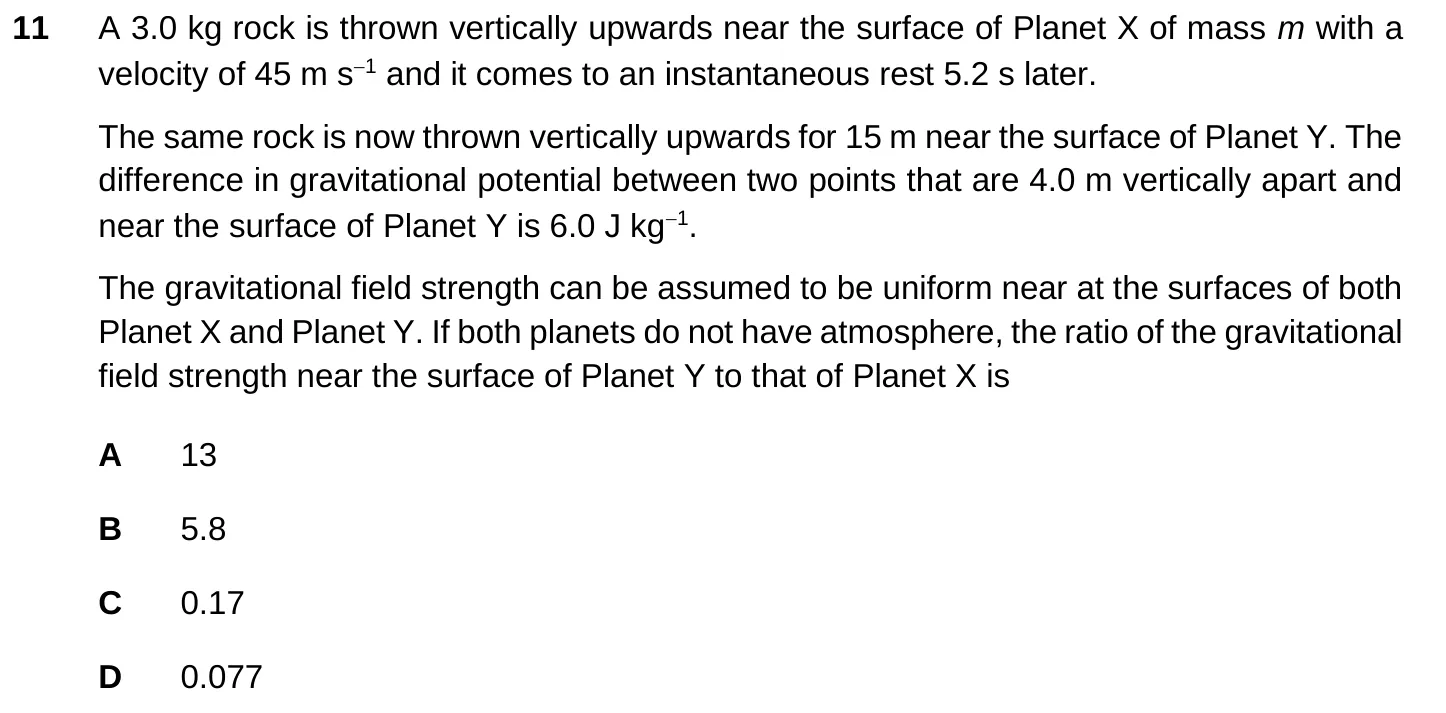 11 A 3.0 kg rock is thrown vertically upwards near the surface of Planet X of mass m with a
velocity of 45 m s⁻¹ and it comes to an instantaneous rest 5.2 s later.
The same rock is now thrown vertically upwards for 15 m near the surface of Planet Y. The
difference in gravitational potential between two points that are 4.0 m vertically apart and
near the surface of Planet Y is 6.0 J kg⁻¹.
The gravitational field strength can be assumed to be uniform near at the surfaces of both
Planet X and Planet Y. If both planets do not have atmosphere, the ratio of the gravitational
field strength near the surface of Planet Y to that of Planet X is
A 13
B 5.8
C 0.17
D 0.077